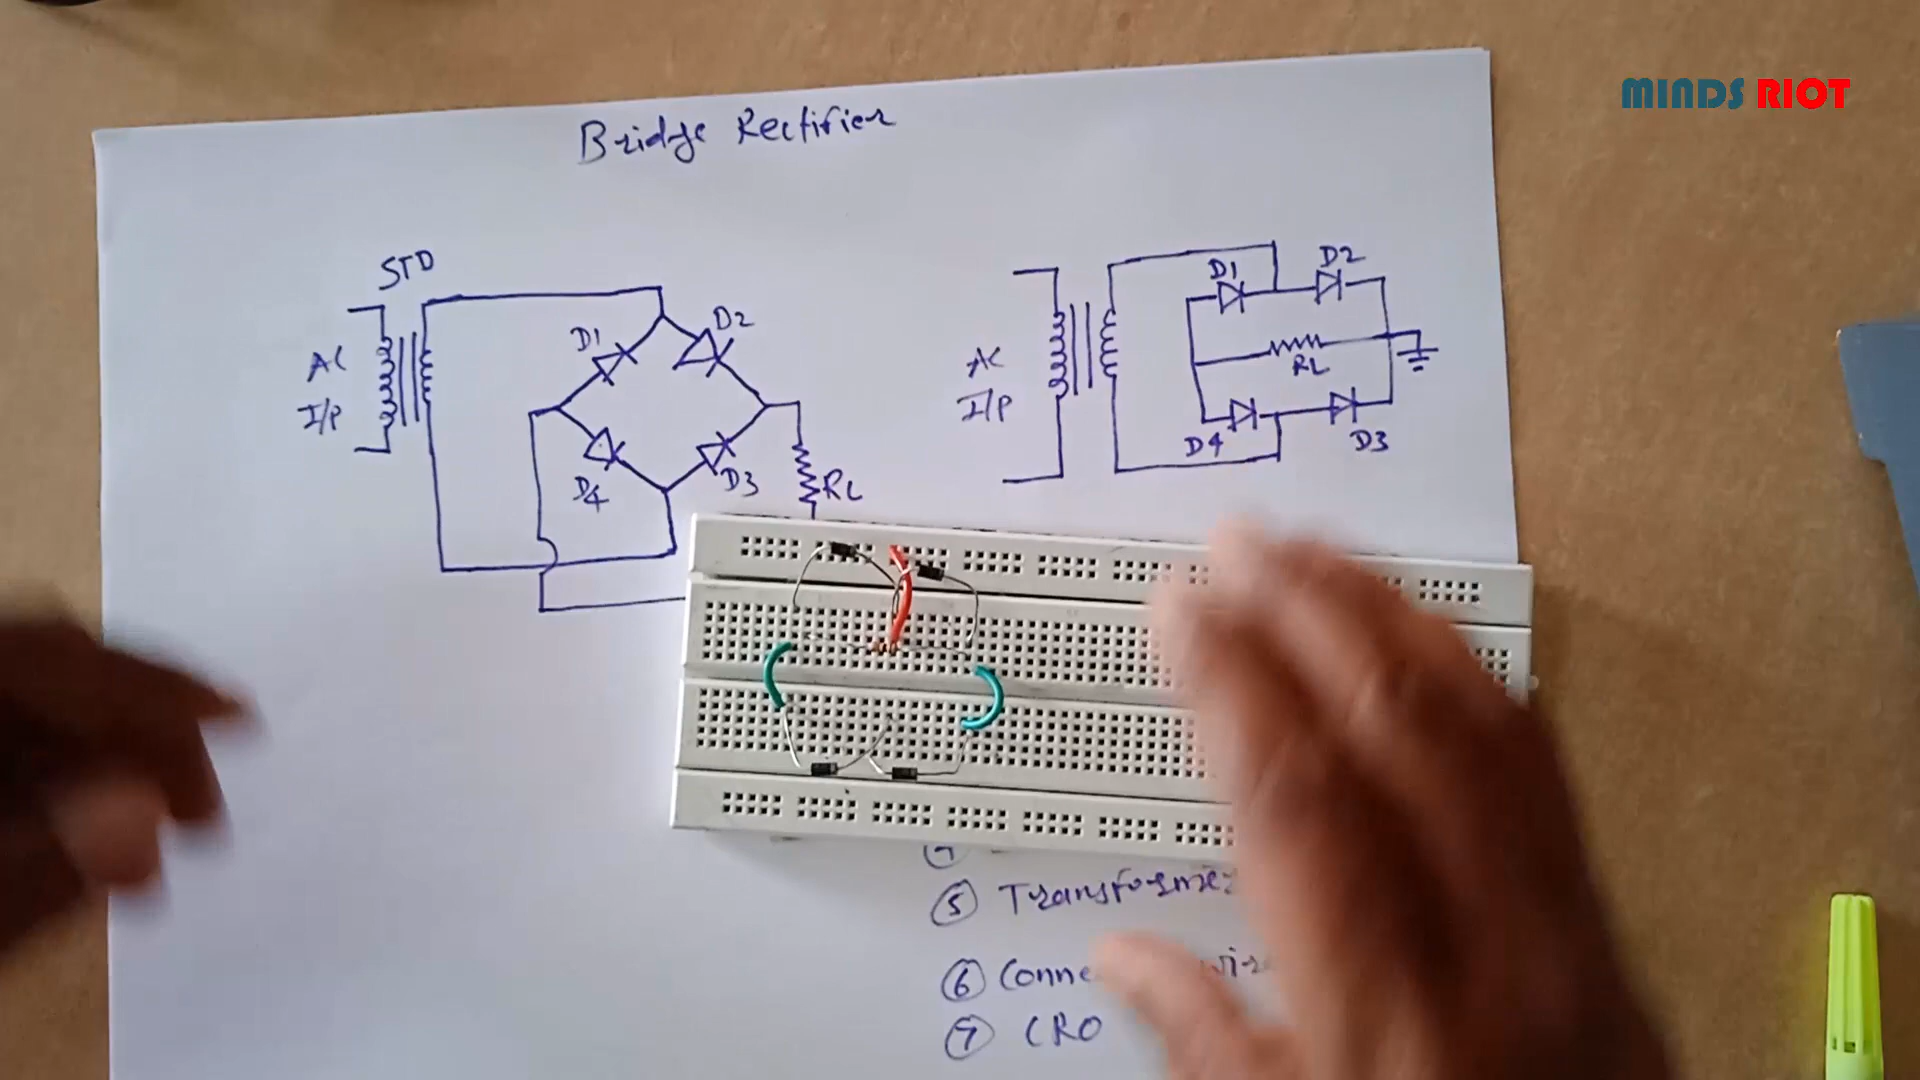 MINDS RIOT
Bridge Rectifier
STD
AC
I/P
D1
D2
D4
D3
RL
AC
I/P
D1
D2
RL
D4
D3
⑤ Transformer
⑥ Conne
⑦ CRO